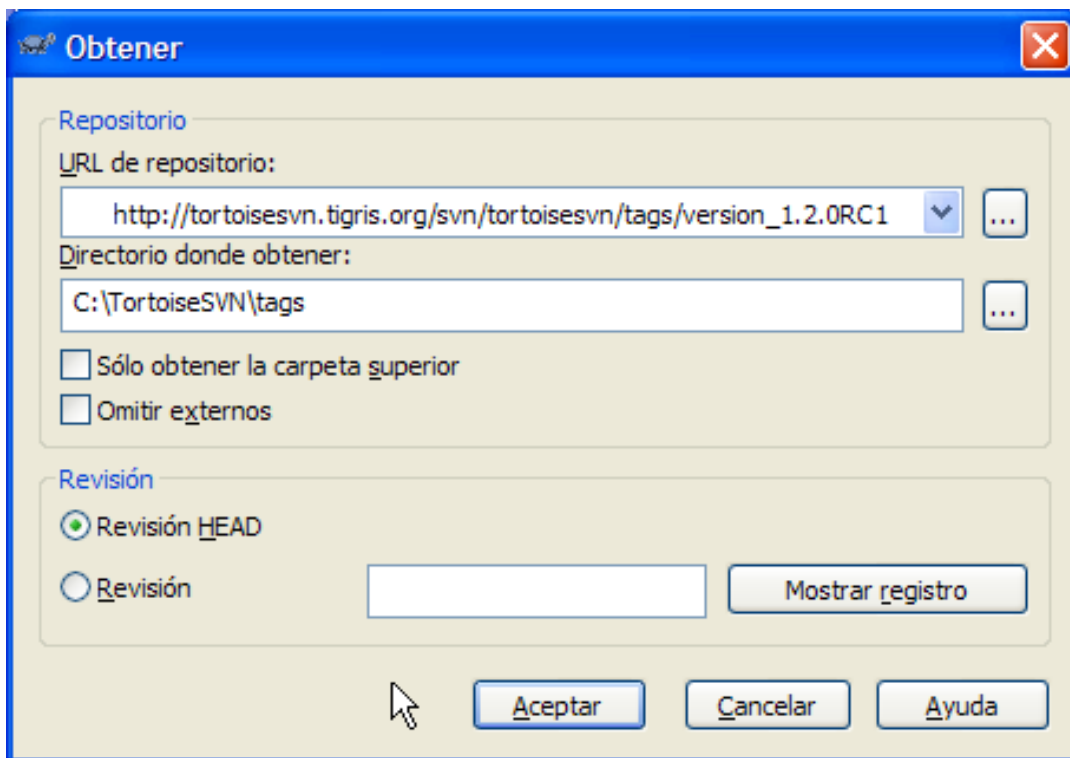 Obtener
Repositorio
URL de repositorio:
http://tortoisesvn.tigris.org/svn/tortoisesvn/tags/version_1.2.0RC1
...
Directorio donde obtener:
C:\TortoiseSVN\tags
...
Sólo obtener la carpeta superior
Omitir externos
Revisión
Revisión HEAD
Revisión
Mostrar registro
Aceptar Cancelar Ayuda